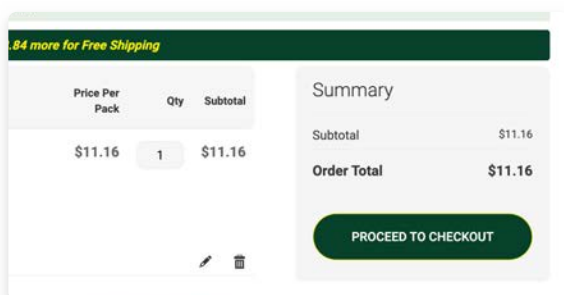 .84 more for Free Shipping
Price Per Pack Qty Subtotal
$11.16 1 $11.16
Summary
Subtotal $11.16
Order Total $11.16
PROCEED TO CHECKOUT